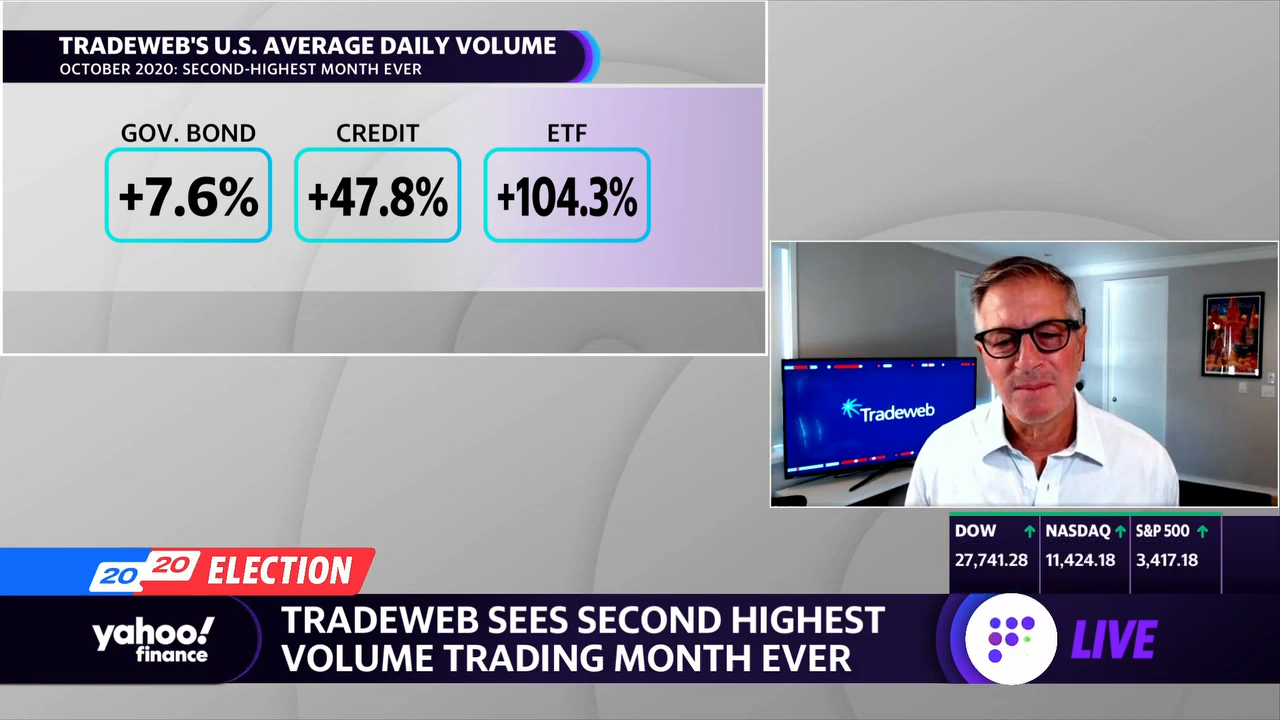 TRADEWEB'S U.S. AVERAGE DAILY VOLUME
OCTOBER 2020: SECOND-HIGHEST MONTH EVER
GOV. BOND
CREDIT
ETF
+7.6%
+47.8%
+104.3%
Tradeweb
DOW
NASDAQ
S&P 500
27,741.28
11,424.18
3,417.18
2020 ELECTION
yahoo!
finance
TRADEWEB SEES SECOND HIGHEST
VOLUME TRADING MONTH EVER
LIVE